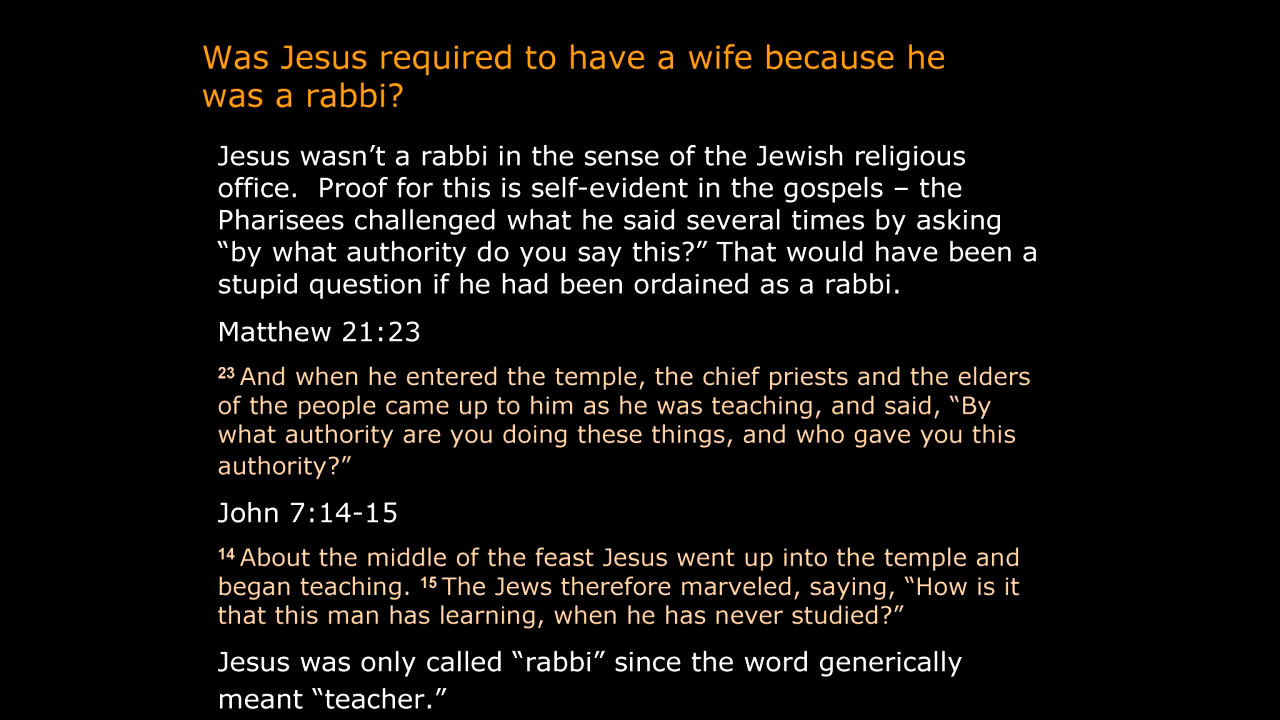 Was Jesus required to have a wife because he
was a rabbi?
Jesus wasn’t a rabbi in the sense of the Jewish religious
office.  Proof for this is self-evident in the gospels – the
Pharisees challenged what he said several times by asking
“by what authority do you say this?” That would have been a
stupid question if he had been ordained as a rabbi.
Matthew 21:23
23 And when he entered the temple, the chief priests and the elders
of the people came up to him as he was teaching, and said, “By
what authority are you doing these things, and who gave you this
authority?”
John 7:14-15
14 About the middle of the feast Jesus went up into the temple and
began teaching. 15 The Jews therefore marveled, saying, “How is it
that this man has learning, when he has never studied?”
Jesus was only called “rabbi” since the word generically
meant “teacher.”